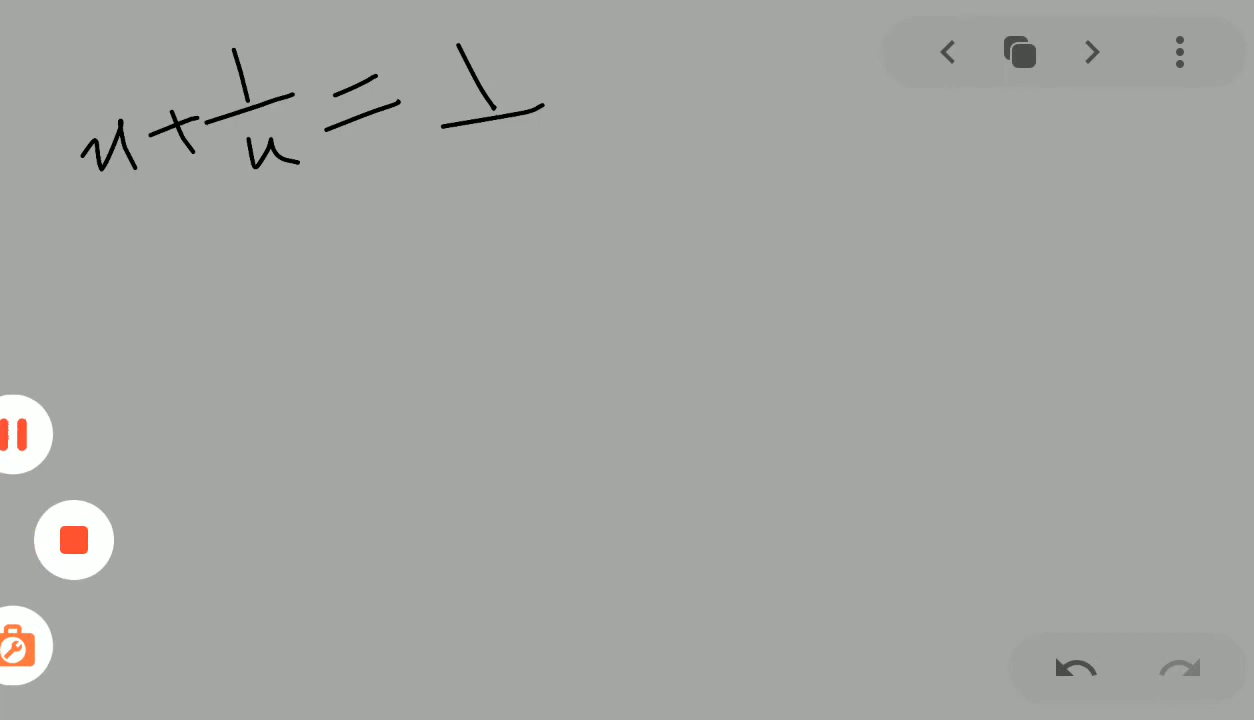 x + 1/x = 1